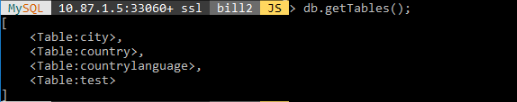 MySQL 10.87.1.5:33060+ ssl bill2 JS > db.getTables();
[
    <Table:city>,
    <Table:country>,
    <Table:countrylanguage>,
    <Table:test>
]